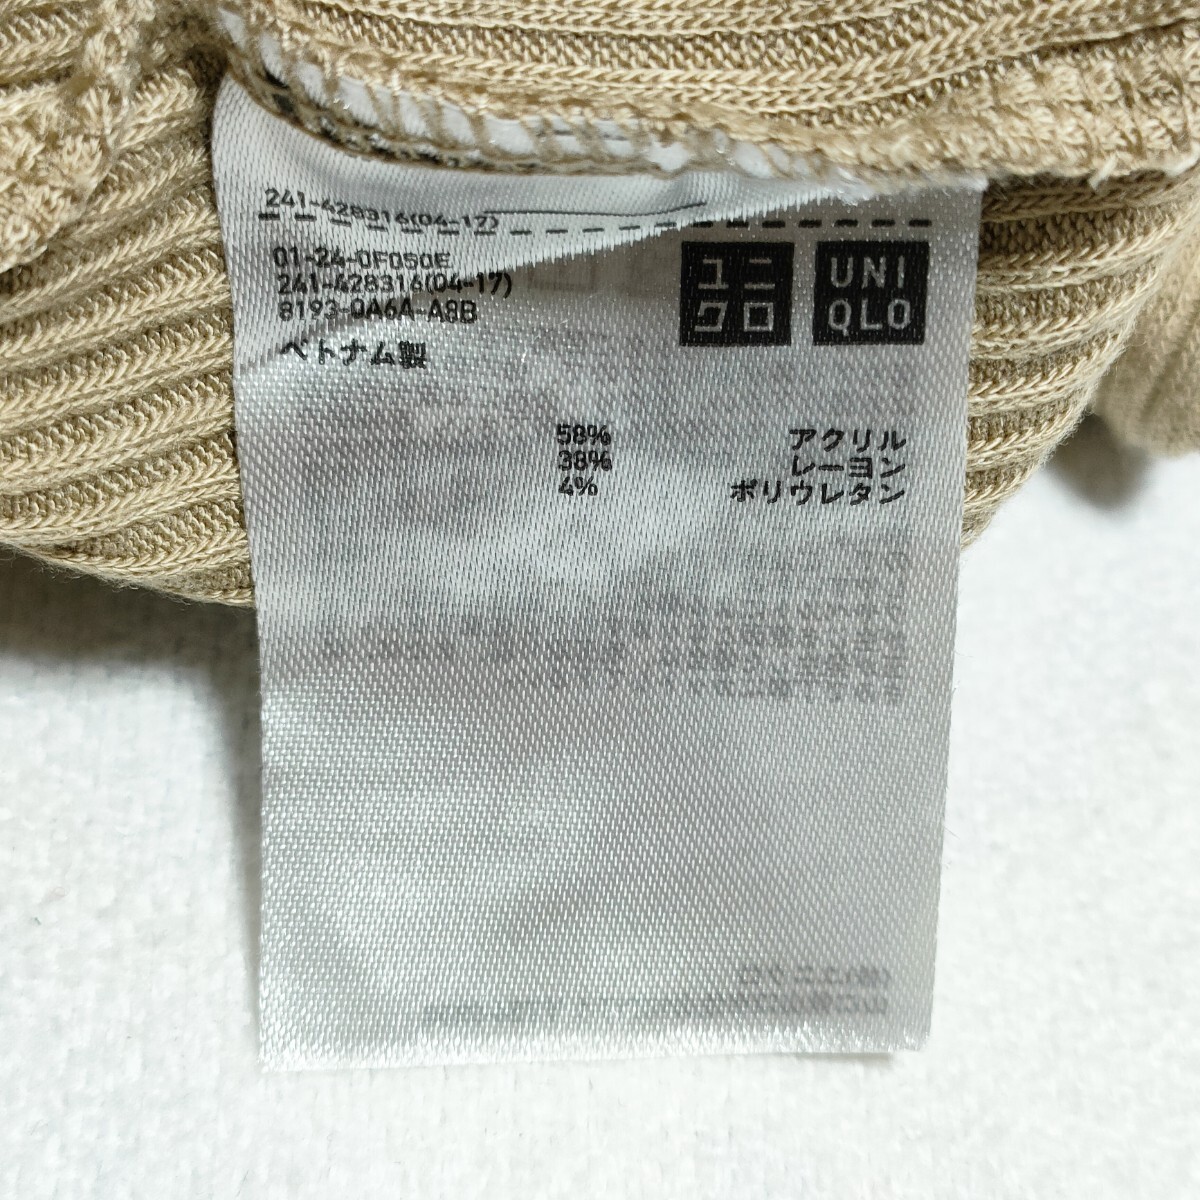 241-428316(04-17)
01-24-0F050E
241-428316(04-17)
8193-0A6A-A8B
ベトナム製
ユニ
クロ
UNI
QLO
58% アクリル
38% レーヨン
4% ポリウレタン